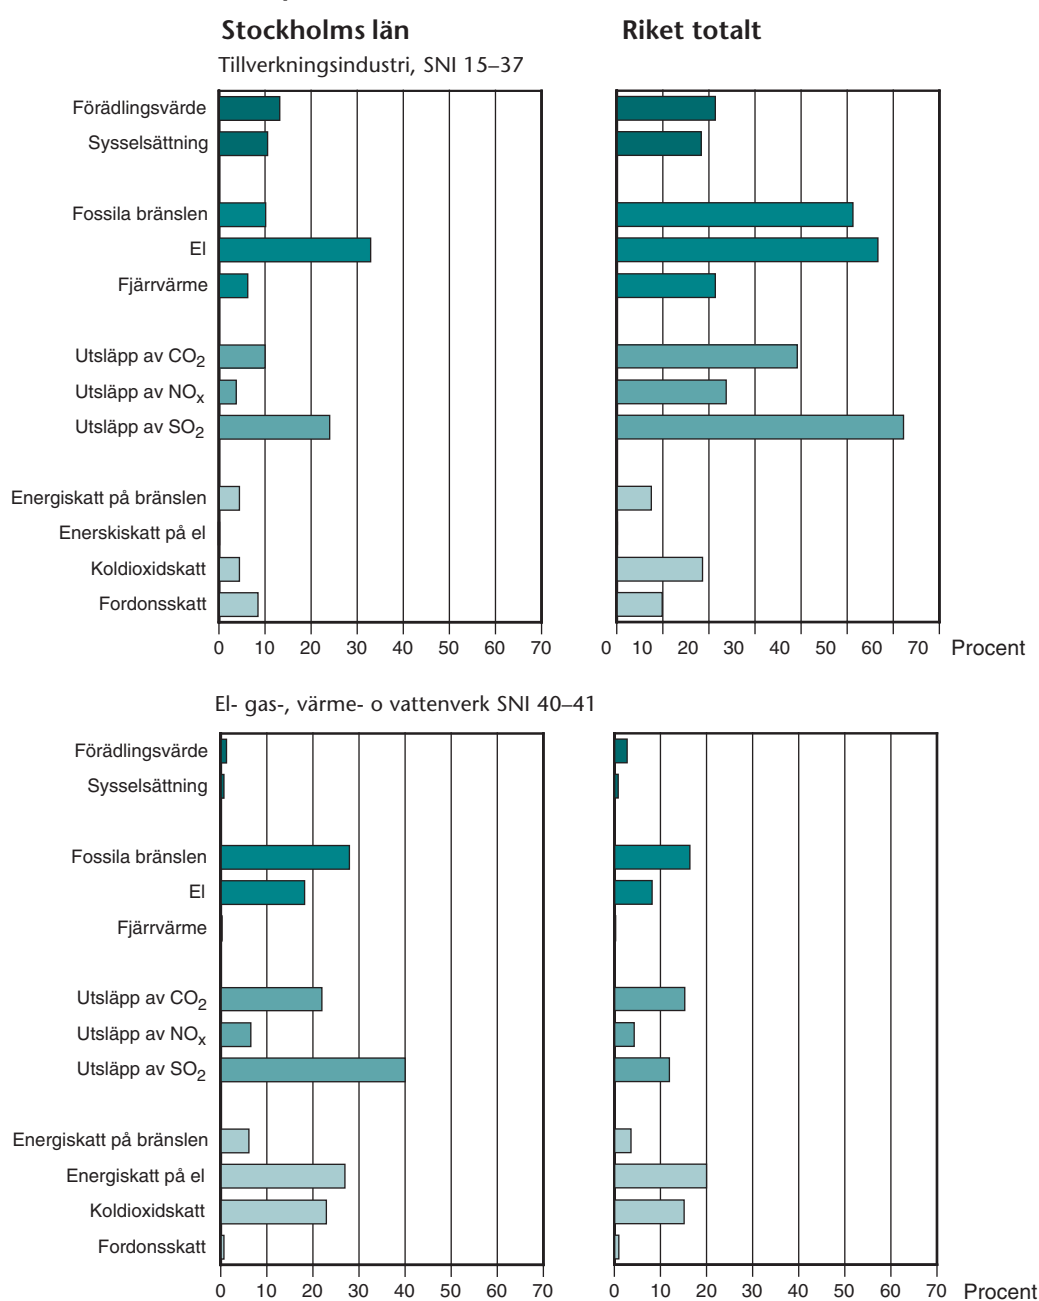 Stockholms län
Riket totalt
Tillverkningsindustri, SNI 15–37
Förädlingsvärde
Sysselsättning
Fossila bränslen
El
Fjärrvärme
Utsläpp av CO2
Utsläpp av NOx
Utsläpp av SO2
Energiskatt på bränslen
Enerskiskatt på el
Koldioxidskatt
Fordonsskatt
0 10 20 30 40 50 60 70
0 10 20 30 40 50 60 70 Procent
El- gas-, värme- o vattenverk SNI 40–41
Förädlingsvärde
Sysselsättning
Fossila bränslen
El
Fjärrvärme
Utsläpp av CO2
Utsläpp av NOx
Utsläpp av SO2
Energiskatt på bränslen
Energiskatt på el
Koldioxidskatt
Fordonsskatt
0 10 20 30 40 50 60 70
0 10 20 30 40 50 60 70 Procent